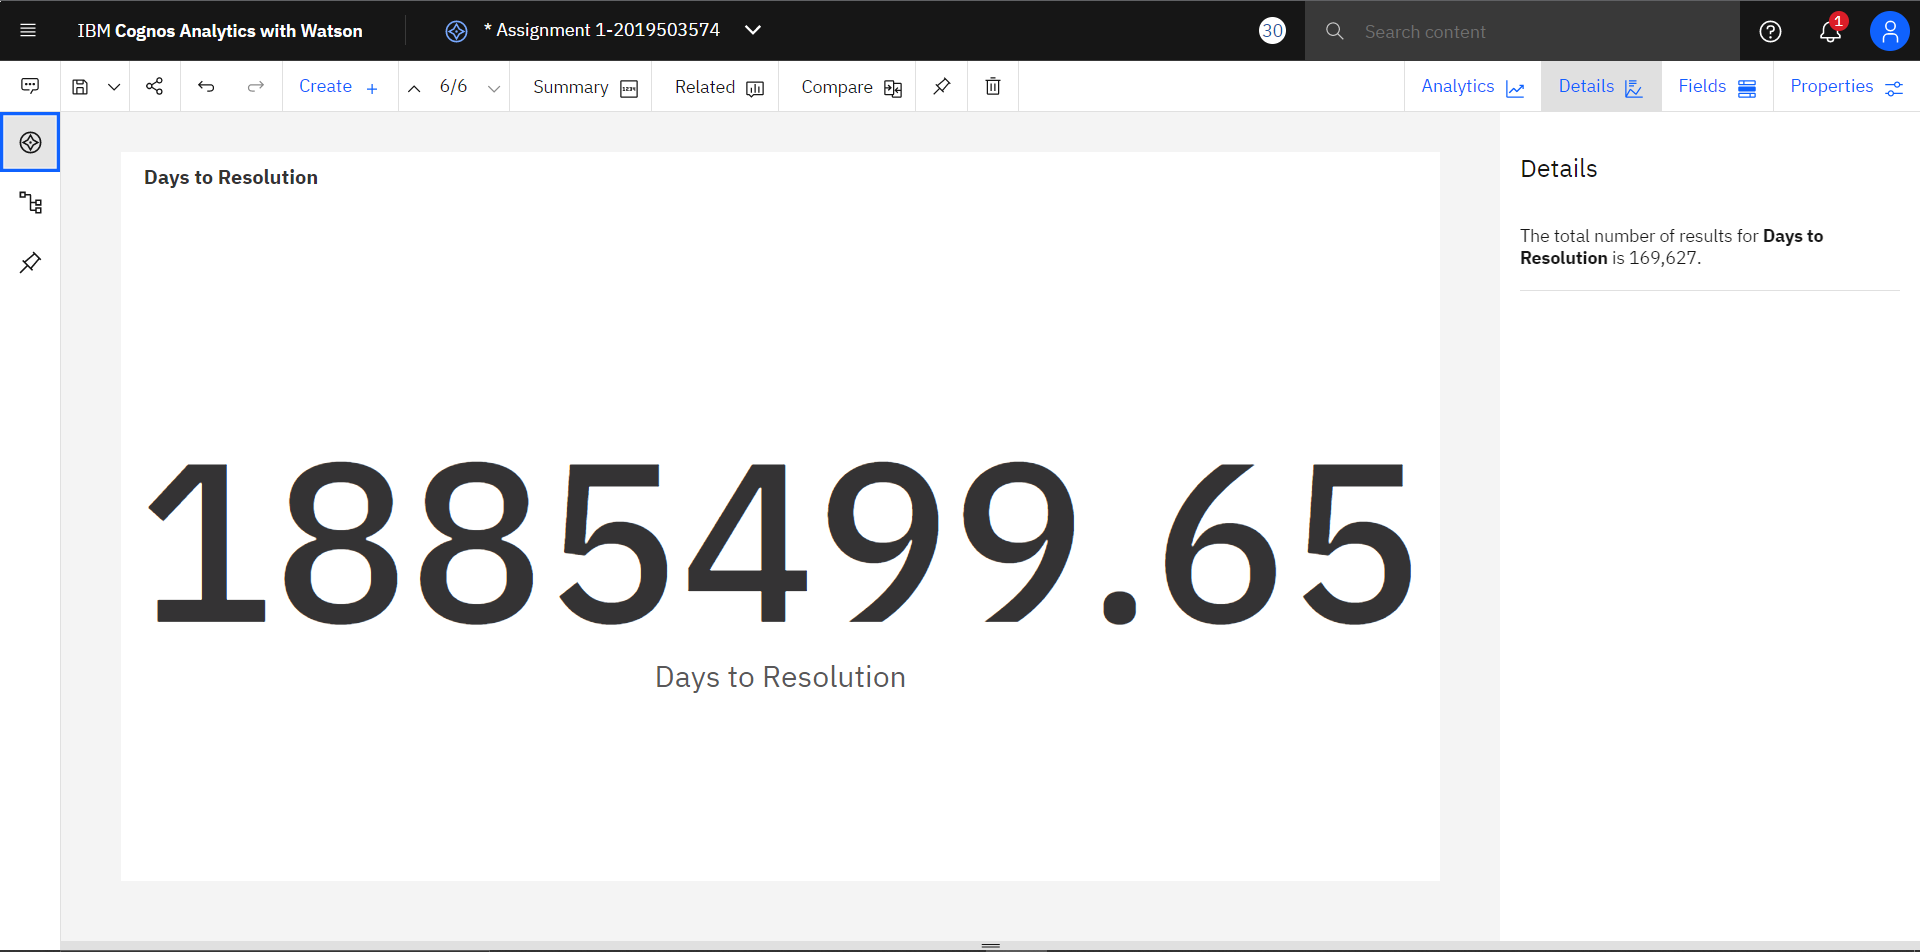 IBM Cognos Analytics with Watson
* Assignment 1-2019503574
30
Search content
1
Create +
6/6
Summary
Related
Compare
Analytics
Details
Fields
Properties
Days to Resolution
1885499.65
Days to Resolution
Details
The total number of results for Days to
Resolution is 169,627.